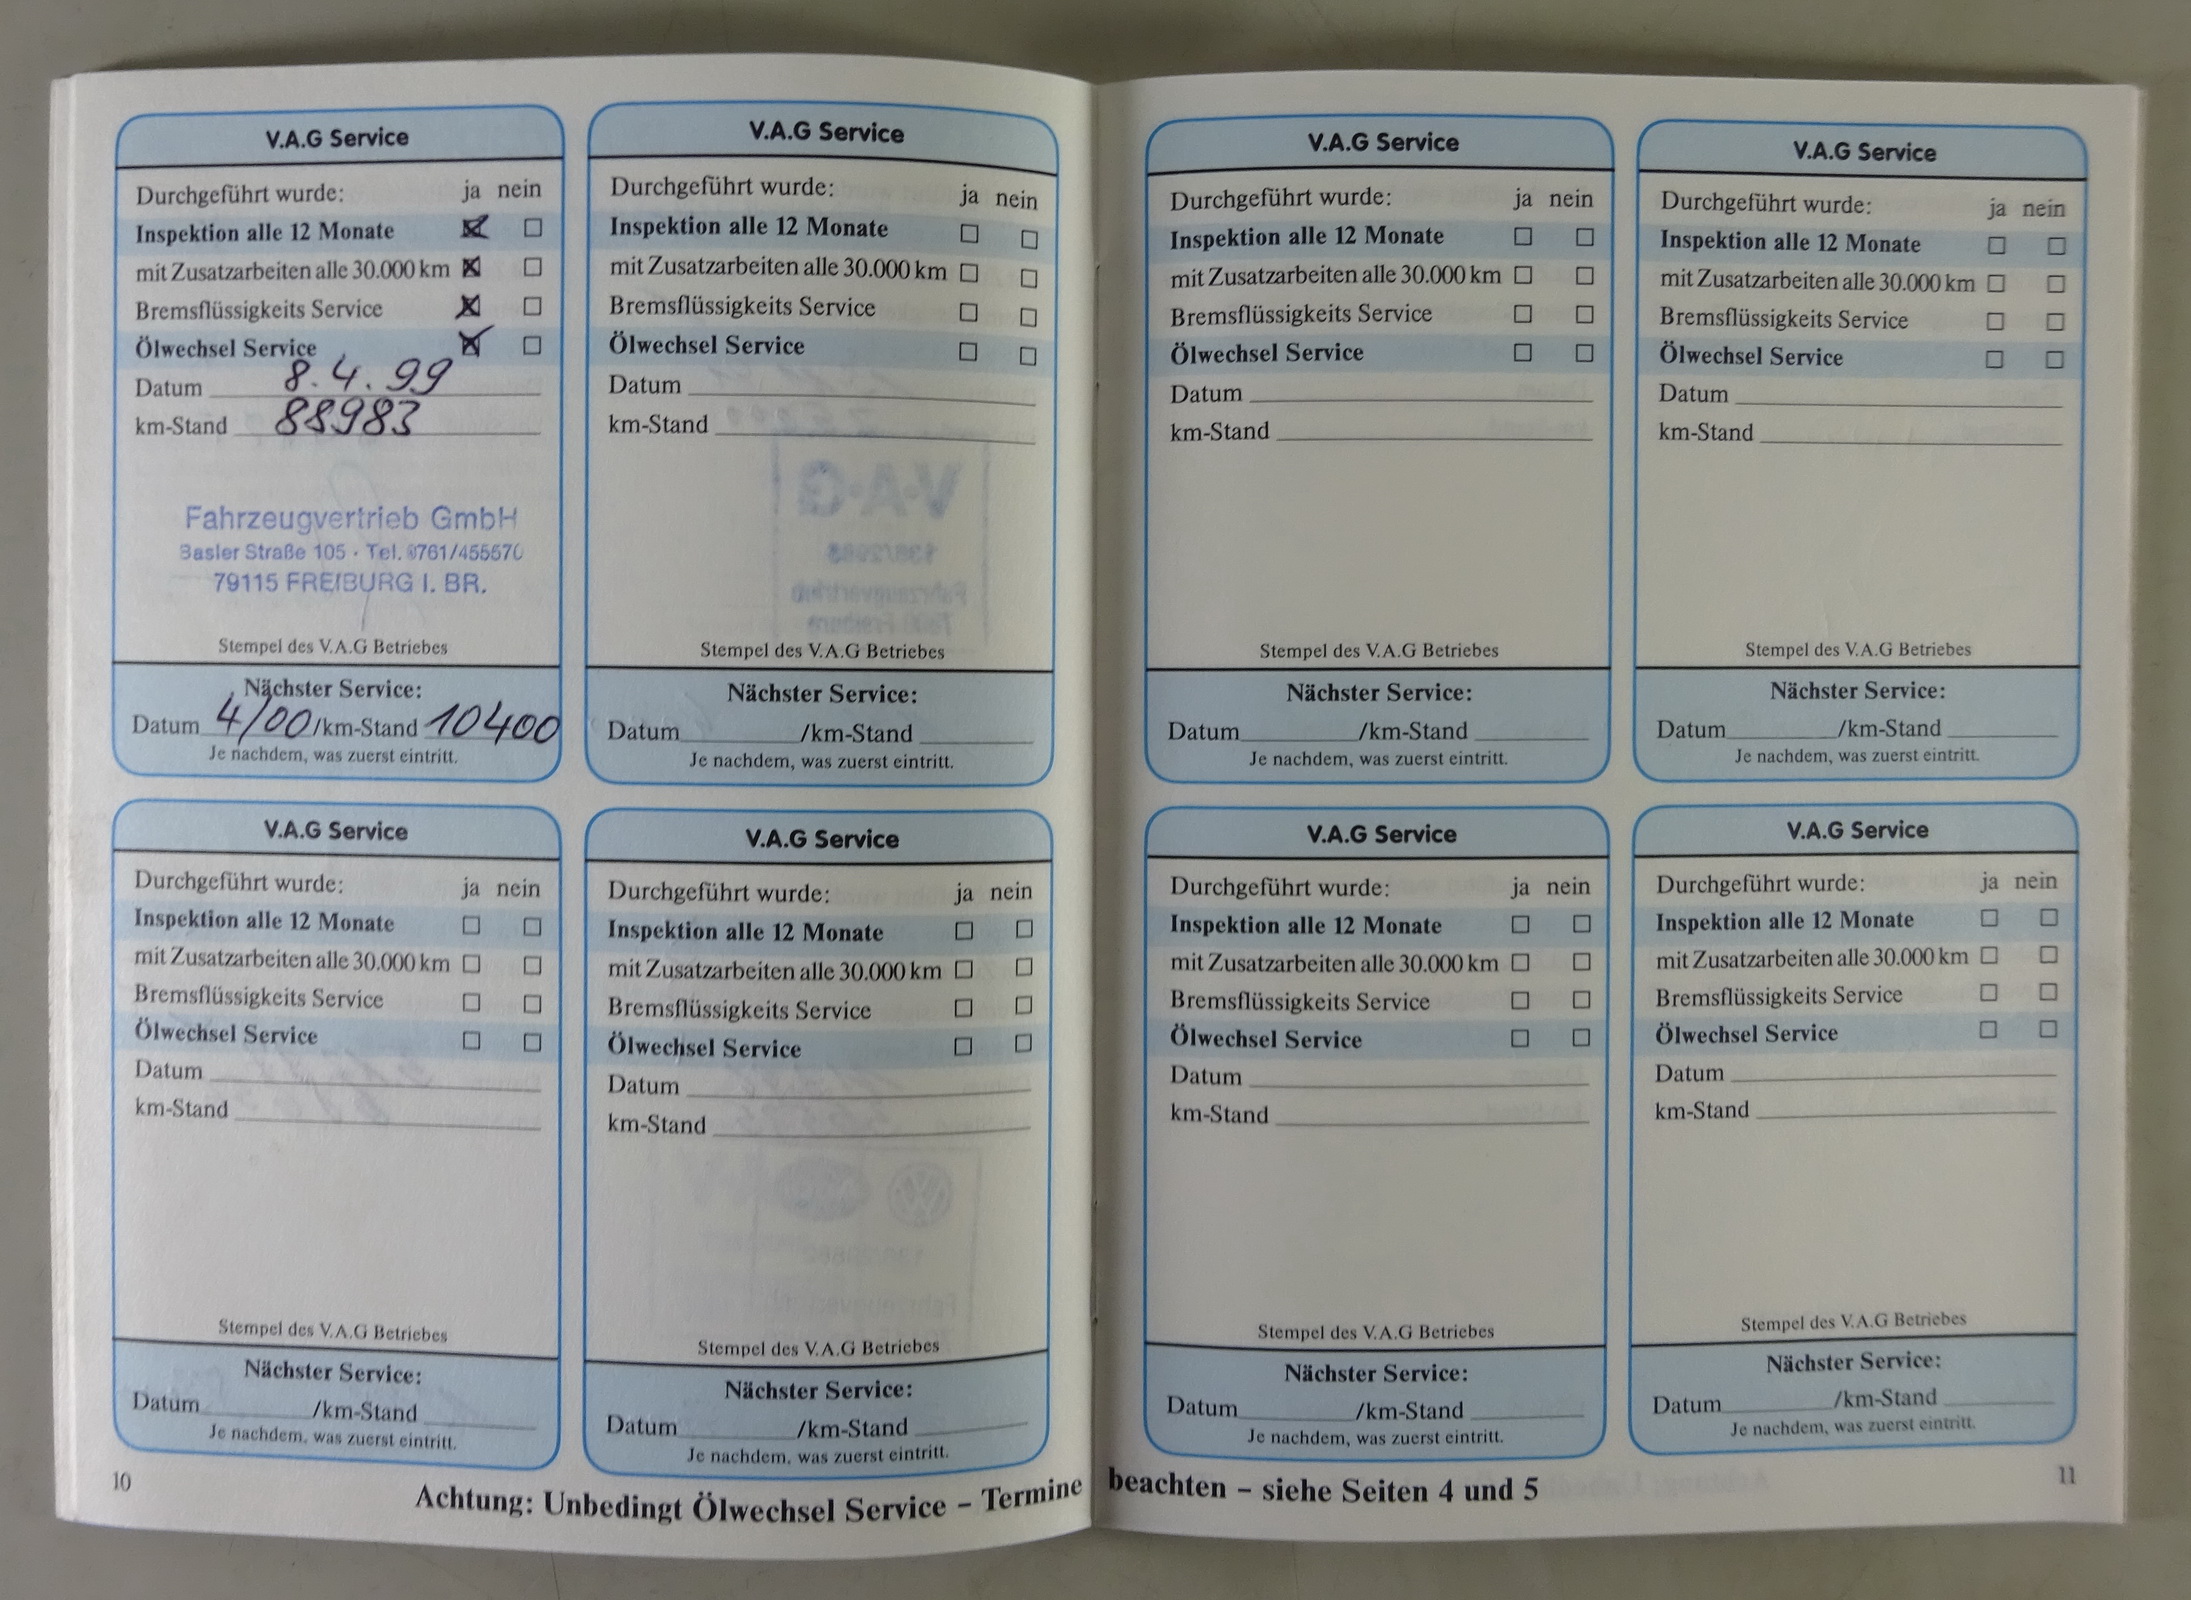 V.A.G Service
Durchgeführt wurde: ja nein
Inspektion alle 12 Monate
mit Zusatzarbeiten alle 30.000 km
Bremsflüssigkeits Service
Ölwechsel Service
Datum 8.4.99
km-Stand 88983
Fahrzeugvertrieb GmbH
Basler Straße 105 · Tel. 0761/455570
79115 FREIBURG I. BR.
Stempel des V.A.G Betriebes
Nächster Service:
Datum 4/00 /km-Stand 10400
Je nachdem, was zuerst eintritt.
V.A.G Service
Durchgeführt wurde: ja nein
Inspektion alle 12 Monate
mit Zusatzarbeiten alle 30.000 km
Bremsflüssigkeits Service
Ölwechsel Service
Datum
km-Stand
Stempel des V.A.G Betriebes
Nächster Service:
Datum /km-Stand
Je nachdem, was zuerst eintritt.
V.A.G Service
Durchgeführt wurde: ja nein
Inspektion alle 12 Monate
mit Zusatzarbeiten alle 30.000 km
Bremsflüssigkeits Service
Ölwechsel Service
Datum
km-Stand
Stempel des V.A.G Betriebes
Nächster Service:
Datum /km-Stand
Je nachdem, was zuerst eintritt.
V.A.G Service
Durchgeführt wurde: ja nein
Inspektion alle 12 Monate
mit Zusatzarbeiten alle 30.000 km
Bremsflüssigkeits Service
Ölwechsel Service
Datum
km-Stand
Stempel des V.A.G Betriebes
Nächster Service:
Datum /km-Stand
Je nachdem, was zuerst eintritt.
10
V.A.G Service
Durchgeführt wurde: ja nein
Inspektion alle 12 Monate
mit Zusatzarbeiten alle 30.000 km
Bremsflüssigkeits Service
Ölwechsel Service
Datum
km-Stand
Stempel des V.A.G Betriebes
Nächster Service:
Datum /km-Stand
Je nachdem, was zuerst eintritt.
V.A.G Service
Durchgeführt wurde: ja nein
Inspektion alle 12 Monate
mit Zusatzarbeiten alle 30.000 km
Bremsflüssigkeits Service
Ölwechsel Service
Datum
km-Stand
Stempel des V.A.G Betriebes
Nächster Service:
Datum /km-Stand
Je nachdem, was zuerst eintritt.
V.A.G Service
Durchgeführt wurde: ja nein
Inspektion alle 12 Monate
mit Zusatzarbeiten alle 30.000 km
Bremsflüssigkeits Service
Ölwechsel Service
Datum
km-Stand
Stempel des V.A.G Betriebes
Nächster Service:
Datum /km-Stand
Je nachdem, was zuerst eintritt.
V.A.G Service
Durchgeführt wurde: ja nein
Inspektion alle 12 Monate
mit Zusatzarbeiten alle 30.000 km
Bremsflüssigkeits Service
Ölwechsel Service
Datum
km-Stand
Stempel des V.A.G Betriebes
Nächster Service:
Datum /km-Stand
Je nachdem, was zuerst eintritt.
11
Achtung: Unbedingt Ölwechsel Service – Termine beachten – siehe Seiten 4 und 5